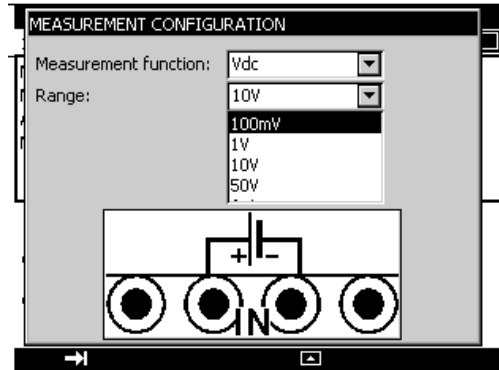 MEASUREMENT CONFIGURATION
Measurement function: Vdc
Range: 10V
100mV
1V
10V
50V
+ -
IN